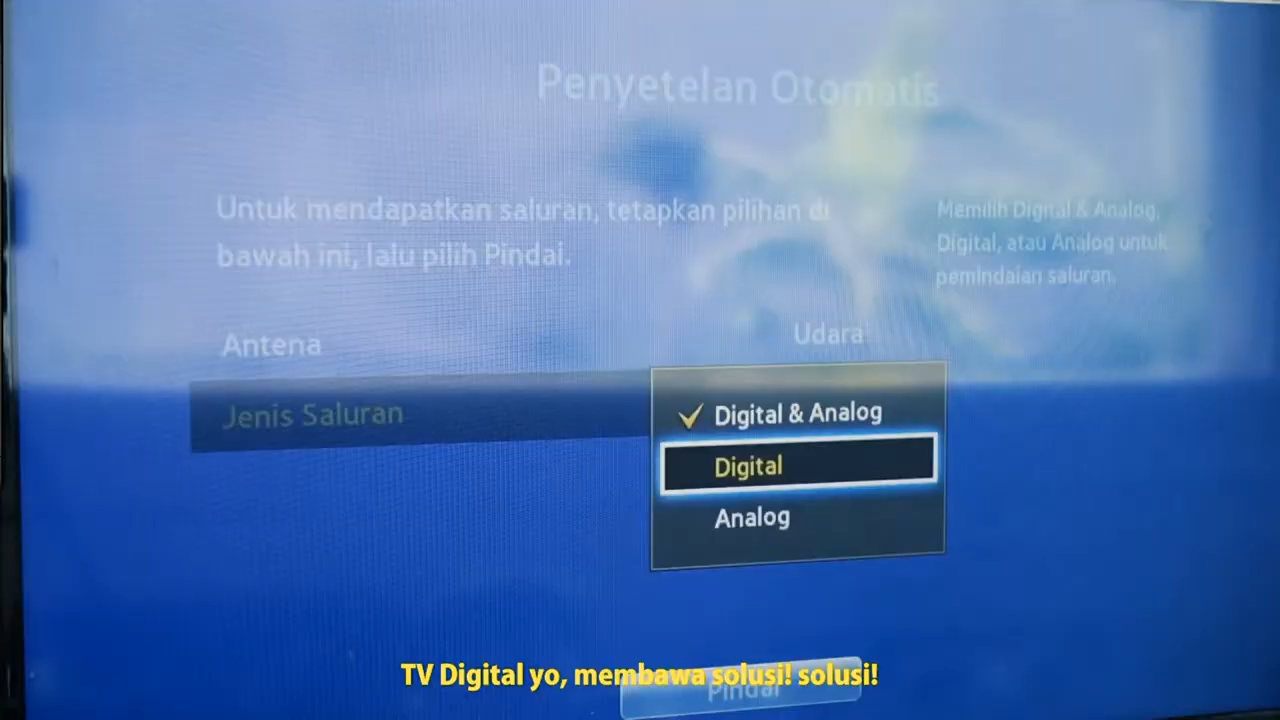 Penyetelan Otomatis
Untuk mendapatkan saluran, tetapkan pilihan di
bawah ini, lalu pilih Pindai.
Memilih Digital & Analog,
Digital, atau Analog untuk
pemindaian saluran.
Antena
Udara
Jenis Saluran
Digital & Analog
Digital
Analog
Pindai
TV Digital yo, membawa solusi! solusi!